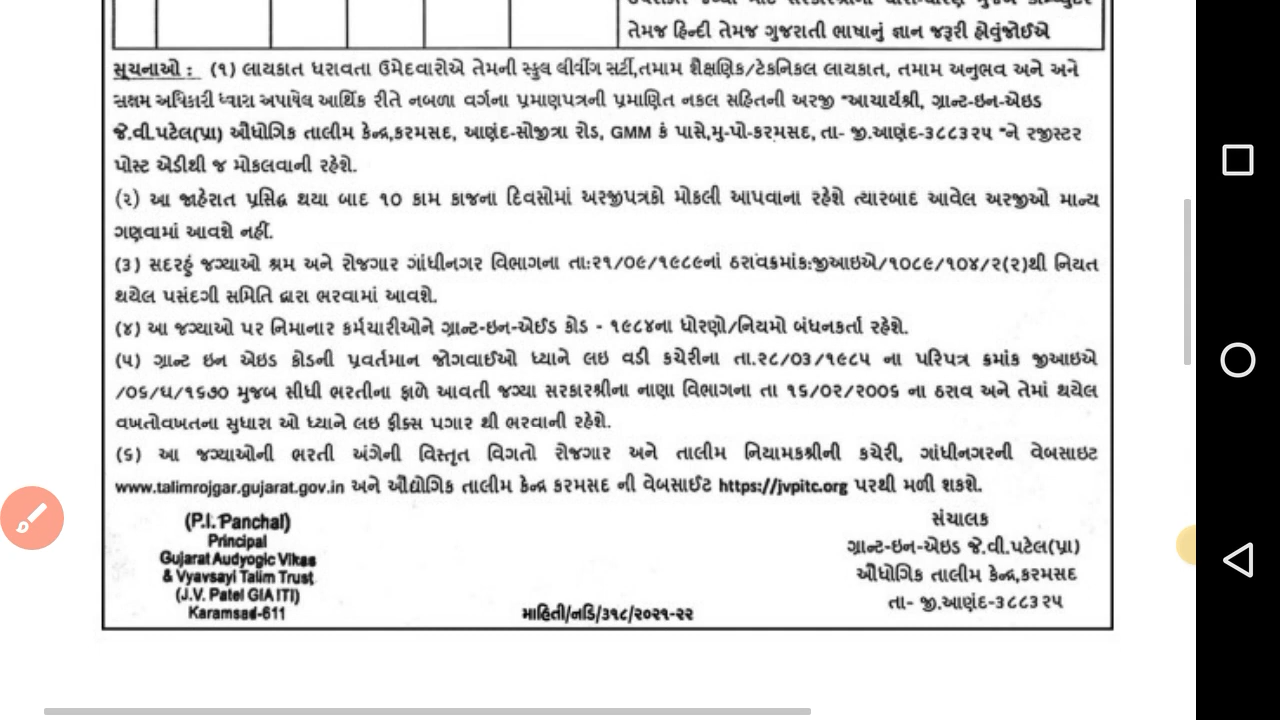 તેમજ હિન્દી તેમજ ગુજરાતી ભાષાનું જ્ઞાન જરૂરી હોવુંજોઈએ
સૂચનાઓ : (૧) લાયકાત ધરાવતા ઉમેદવારોએ તેમની સ્કુલ લીવીંગ સર્ટી,તમામ શૈક્ષણિક/ટેકનિકલ લાયકાત, તમામ અનુભવ અને અને
સક્ષમ અધિકારી ધ્વારા અપાયેલ આર્થિક રીતે નબળા વર્ગના પ્રમાણપત્રની પ્રમાણિત નકલ સહિતની અરજી "આચાર્યશ્રી, ગ્રાન્ટ-ઇન-એઇડ
જે.વી.પટેલ(પ્રા) ઔધોગિક તાલીમ કેન્દ્ર,કરમસદ, આણંદ-સોજીત્રા રોડ, GMM કં પાસે,મુ-પો-કરમસદ, તા- જી.આણંદ-૩૮૮૩૨૫ "ને રજીસ્ટર
પોસ્ટ એડીથી જ મોકલવાની રહેશે.
(૨) આ જાહેરાત પ્રસિદ્ધ થયા બાદ ૧૦ કામ કાજના દિવસોમાં અરજીપત્રકો મોકલી આપવાના રહેશે ત્યારબાદ આવેલ અરજીઓ માન્ય
ગણવામાં આવશે નહીં.
(૩) સદરહું જગ્યાઓ શ્રમ અને રોજગાર ગાંધીનગર વિભાગના તા:૨૧/૦૯/૧૯૮૯નાં ઠરાવક્રમાંક:જીઆઇએ/૧૦૮૯/૧૦૪/૨(૨)થી નિયત
થયેલ પસંદગી સમિતિ દ્વારા ભરવામાં આવશે.
(૪) આ જગ્યાઓ પર નિમાનાર કર્મચારીઓને ગ્રાન્ટ-ઇન-એઈડ કોડ - ૧૯૮૪ના ધોરણો/નિયમો બંધનકર્તા રહેશે.
(૫) ગ્રાન્ટ ઇન એઇડ કોડની પ્રવર્તમાન જોગવાઈઓ ધ્યાને લઇ વડી કચેરીના તા.૨૮/૦૩/૧૯૮૫ ના પરિપત્ર ક્રમાંક જીઆઇએ
/૦૬/ધ/૧૬૭૦ મુજબ સીધી ભરતીના ફાળે આવતી જગ્યા સરકારશ્રીના નાણા વિભાગના તા ૧૬/૦૨/૨૦૦૬ ના ઠરાવ અને તેમાં થયેલ
વખતોવખતના સુધારા ઓ ધ્યાને લઇ ફીક્સ પગાર થી ભરવાની રહેશે.
(૬) આ જગ્યાઓની ભરતી અંગેની વિસ્તૃત વિગતો રોજગાર અને તાલીમ નિયામકશ્રીની કચેરી, ગાંધીનગરની વેબસાઇટ
www.talimrojgar.gujarat.gov.in અને ઔદ્યોગિક તાલીમ કેન્દ્ર કરમસદ ની વેબસાઈટ https://jvpitc.org પરથી મળી શકશે.
(P.I. Panchal)
Principal
Gujarat Audyogic Vikas
& Vyavsayi Talim Trust
(J.V. Patel GIA ITI)
Karamsad-611
માહિતી/નડિ/૩૧૮/૨૦૨૧-૨૨
સંચાલક
ગ્રાન્ટ-ઇન-એઇડ જે.વી.પટેલ(પ્રા)
ઔધોગિક તાલીમ કેન્દ્ર,કરમસદ
તા- જી.આણંદ-૩૮૮૩૨૫